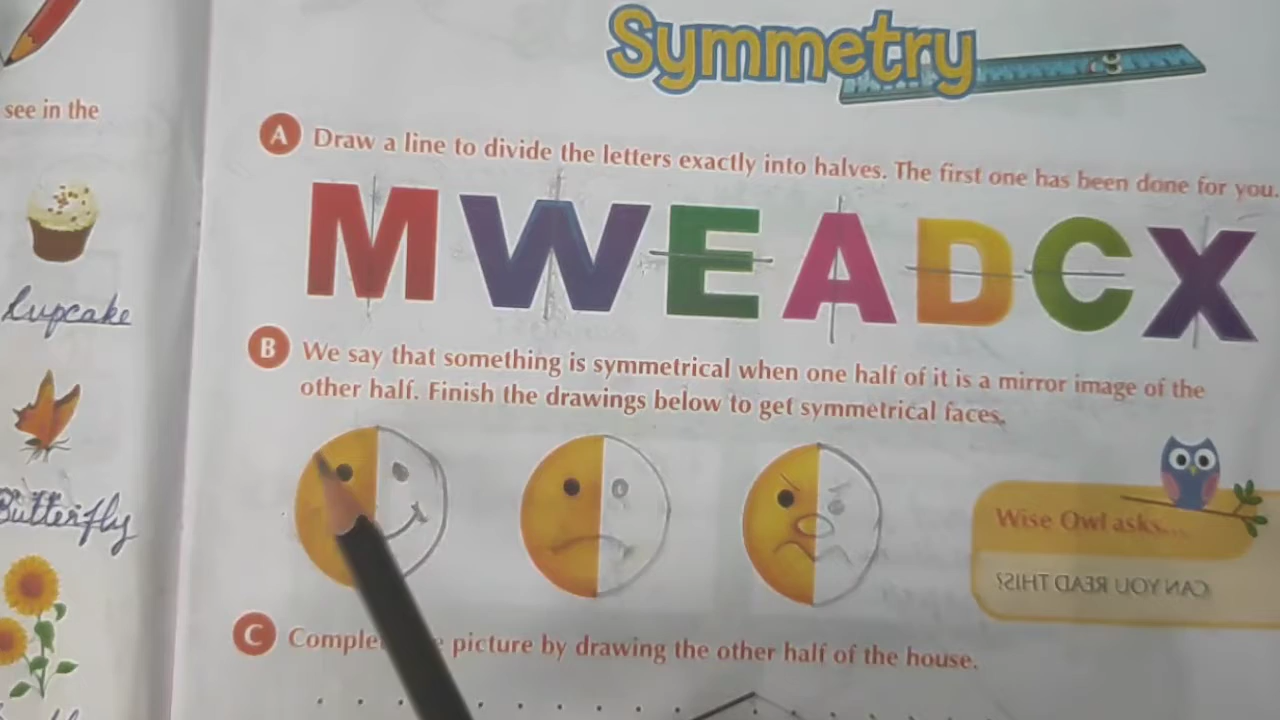 see in the
Cupcake
Butterfly
Symmetry
A Draw a line to divide the letters exactly into halves. The first one has been done for you.
M W E A D C X
B We say that something is symmetrical when one half of it is a mirror image of the
other half. Finish the drawings below to get symmetrical faces.
Wise Owl asks...
CAN YOU READ THIS?
C picture by drawing the other half of the house.